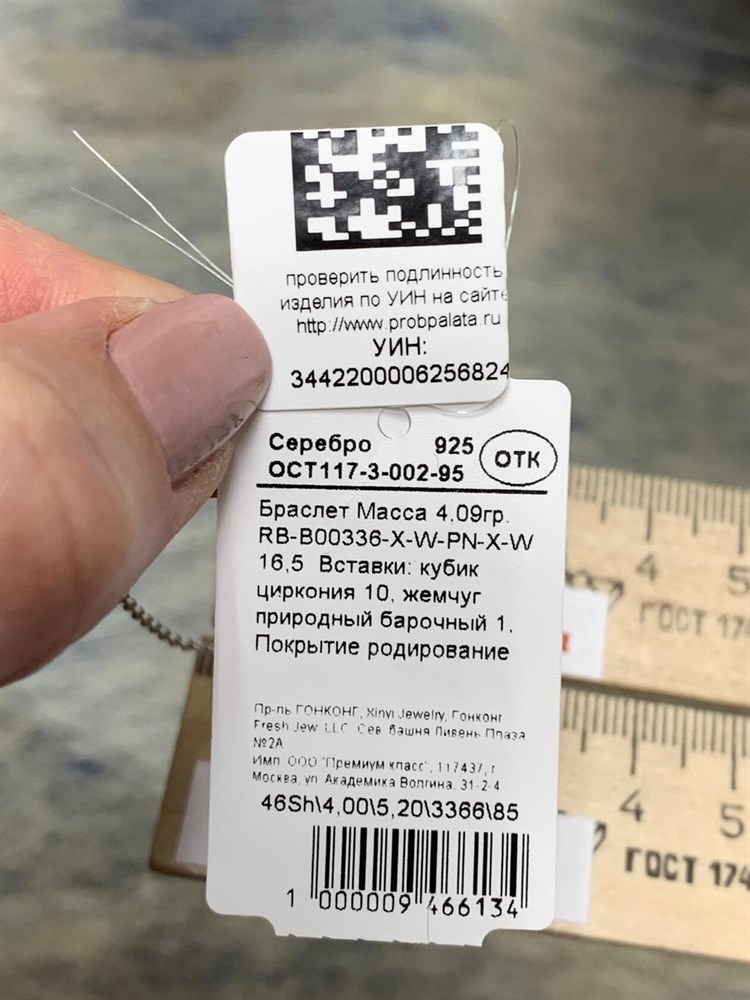 проверить подлинность
изделия по УИН на сайте
http://www.probpalata.ru
УИН:
3442200006256824
Серебро 925 ОТК
ОСТ117-3-002-95
Браслет Масса 4,09гр.
RB-B00336-X-W-PN-X-W
16,5 Вставки: кубик
циркония 10, жемчуг
природный барочный 1.
Покрытие родирование
Пр-ль ГОНКОНГ, Xinyi Jewelry, Гонконг
Fresh Jew LLC Сев башня Ливень Плаза
№2А
Имп. ООО "Премиум класс", 117437, г
Москва, ул Академика Волгина, 31-2-4
46Sh\4,00\5,20\3366\85
1 000009 466134
4 5
ГОСТ 174
4 5
ГОСТ 174